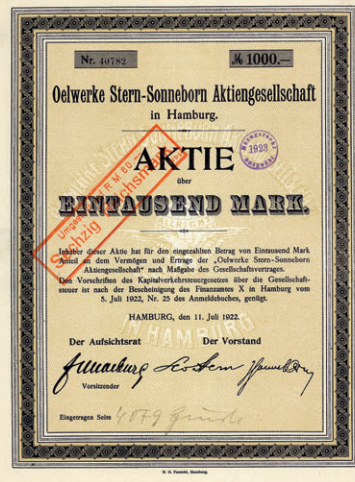 Nr. 40782
ℳ 1000.—
Oelwerke Stern-Sonneborn Aktiengesellschaft
in Hamburg.
AKTIE
über
EINTAUSEND MARK.
Sechzig Reichsmark
1923
Inhaber dieser Aktie hat für den eingezahlten Betrag von Eintausend Mark
Anteil an dem Vermögen und Ertrage der „Oelwerke Stern-Sonneborn
Aktiengesellschaft“ nach Maßgabe des Gesellschaftsvertrages.
Den Vorschriften des Kapitalverkehrsteuergesetzes über die Gesellschaft-
steuer ist nach der Bescheinigung des Finanzamtes X in Hamburg vom
5. Juli 1922, Nr. 25 des Anmeldebuches, genügt.
HAMBURG, den 11. Juli 1922.
IN HAMBURG
Der Aufsichtsrat
Der Vorstand
Vorsitzender
Eingetragen Seite 4079